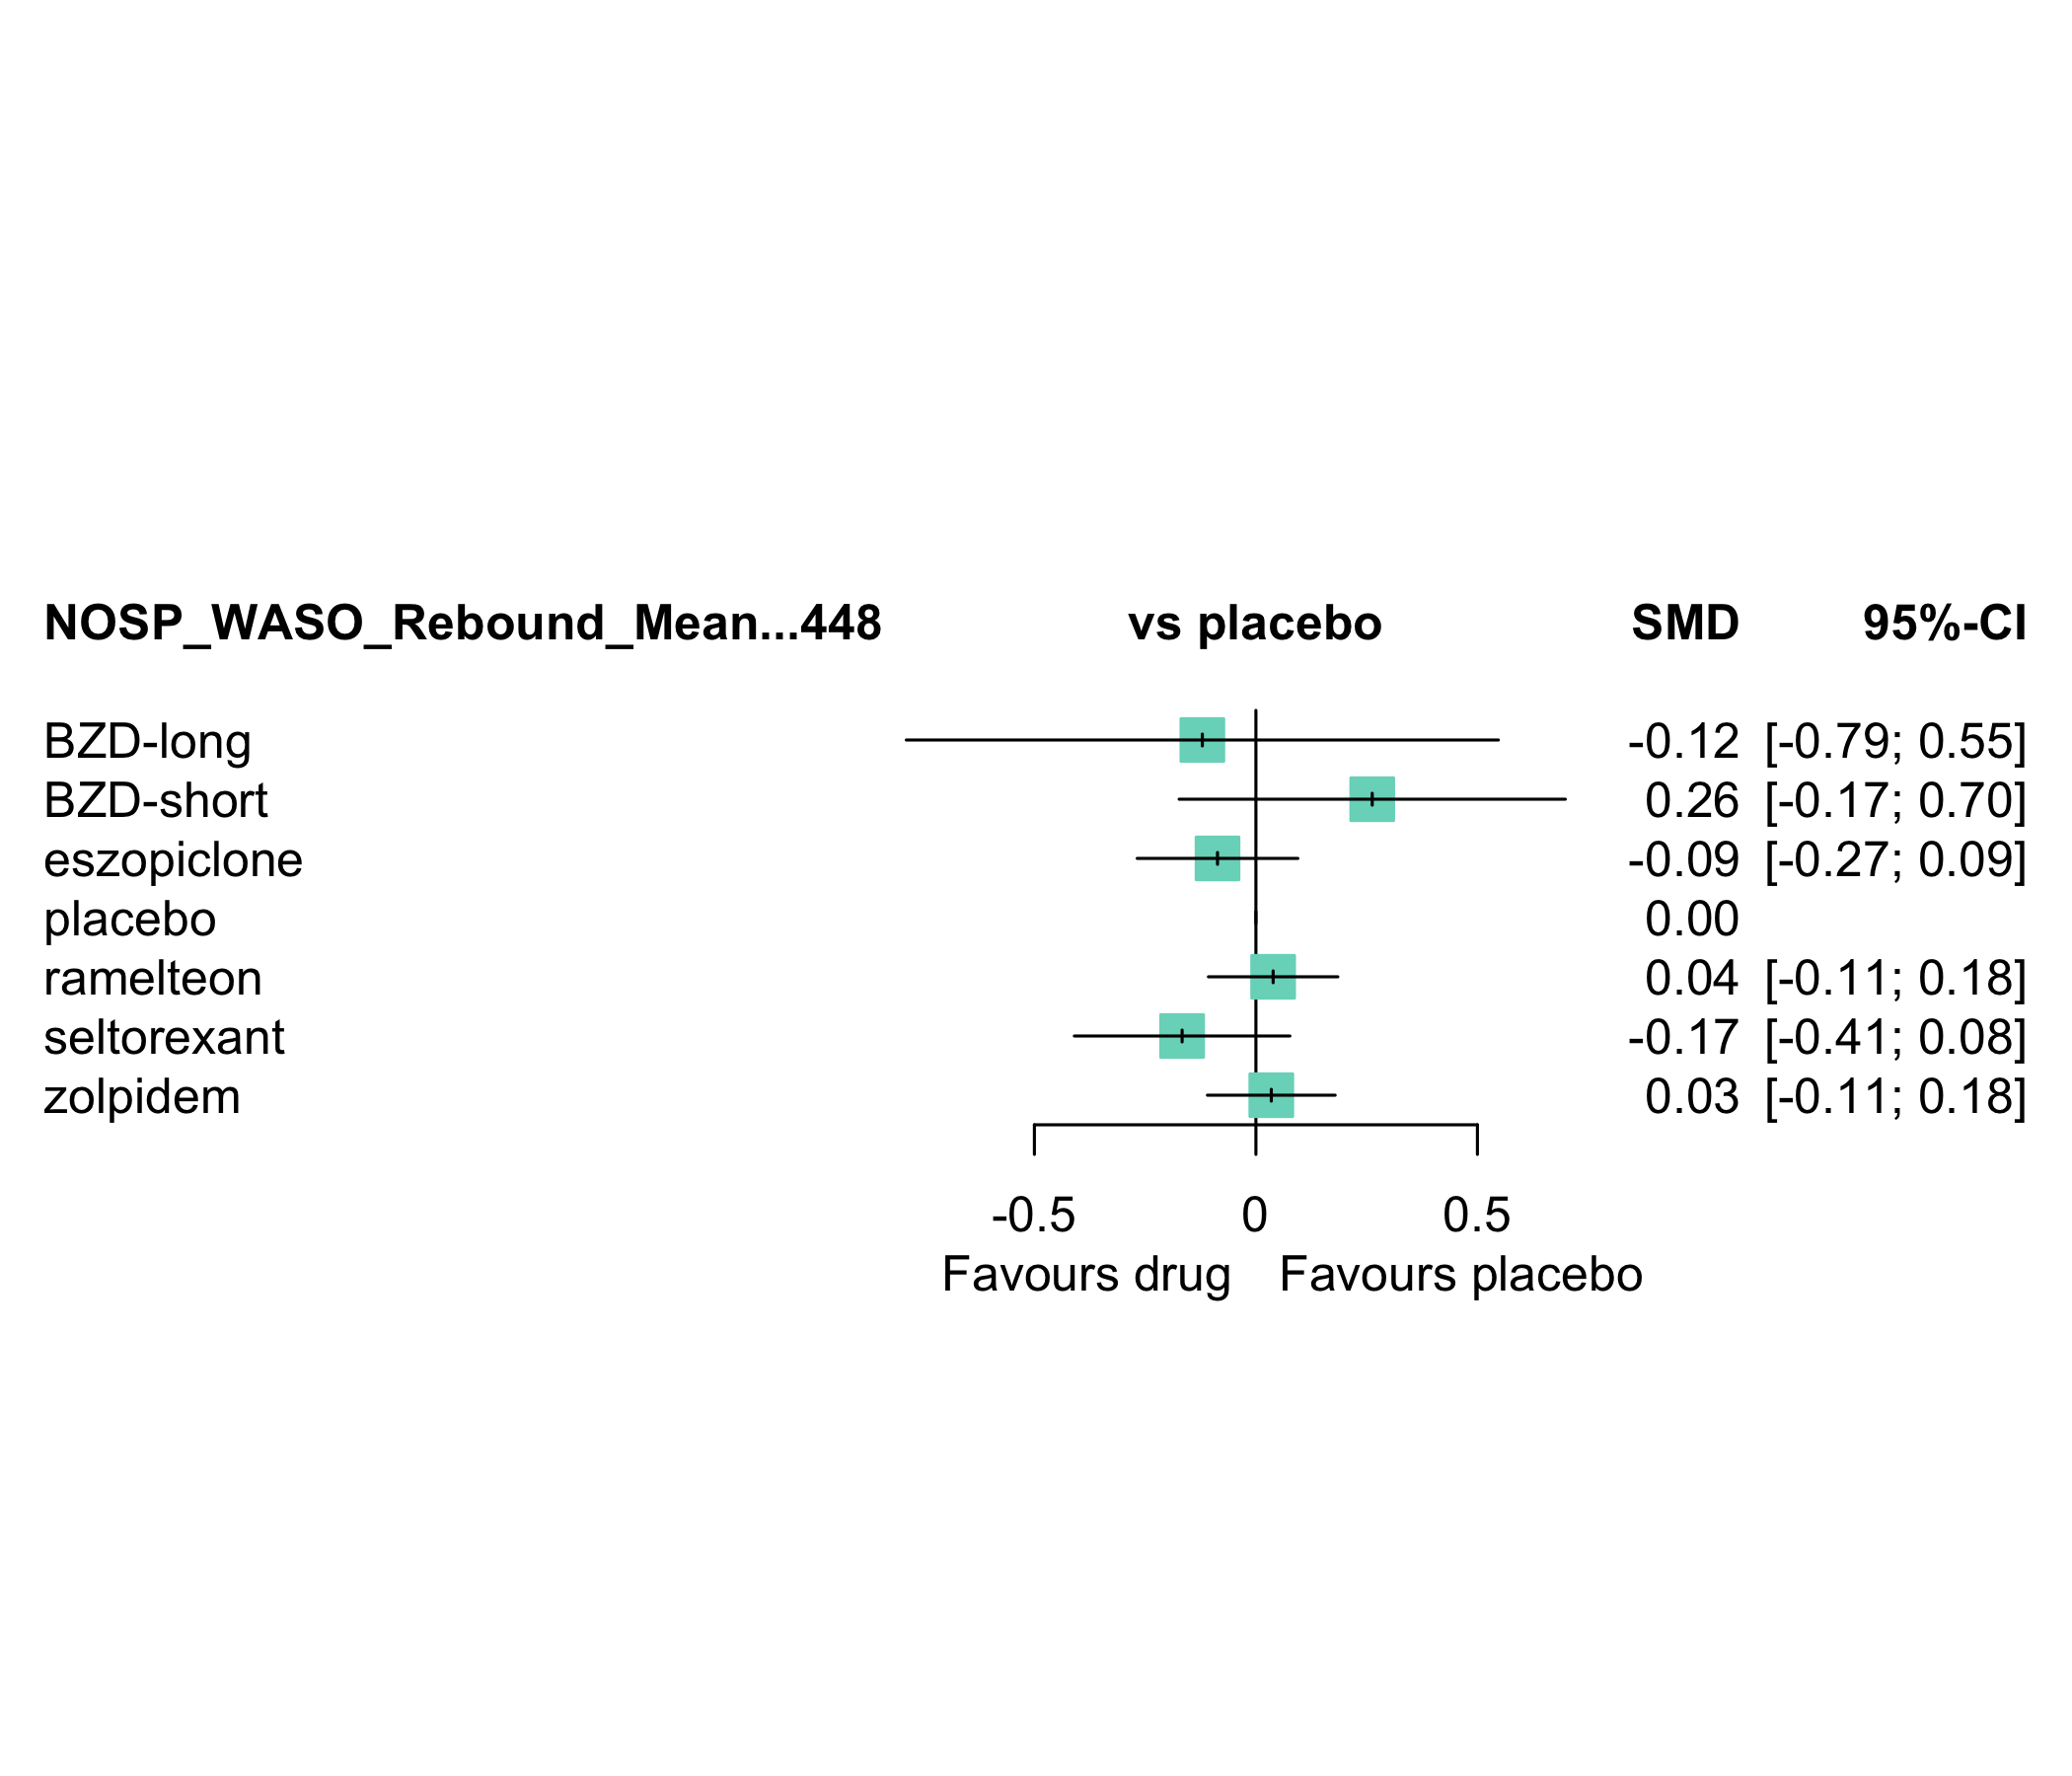 NOSP_WASO_Rebound_Mean...448 vs placebo SMD 95%-CI
BZD-long -0.12 [-0.79; 0.55]
BZD-short 0.26 [-0.17; 0.70]
eszopiclone -0.09 [-0.27; 0.09]
placebo 0.00
ramelteon 0.04 [-0.11; 0.18]
seltorexant -0.17 [-0.41; 0.08]
zolpidem 0.03 [-0.11; 0.18]
-0.5 0 0.5
Favours drug Favours placebo